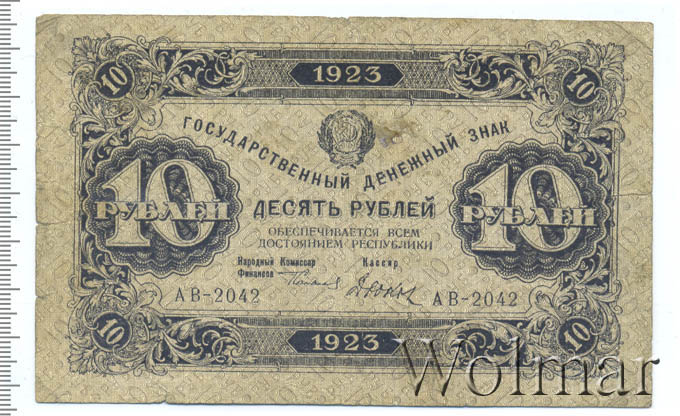 10 1923 10
ГОСУДАРСТВЕННЫЙ ДЕНЕЖНЫЙ ЗНАК
10 РУБЛЕЙ
ДЕСЯТЬ РУБЛЕЙ
10 РУБЛЕЙ
ОБЕСПЕЧИВАЕТСЯ ВСЕМ
ДОСТОЯНИЕМ РЕСПУБЛИКИ
Народный Комиссар Кассир
Финансов
АВ-2042 АВ-2042
10 1923 10
Wolmar